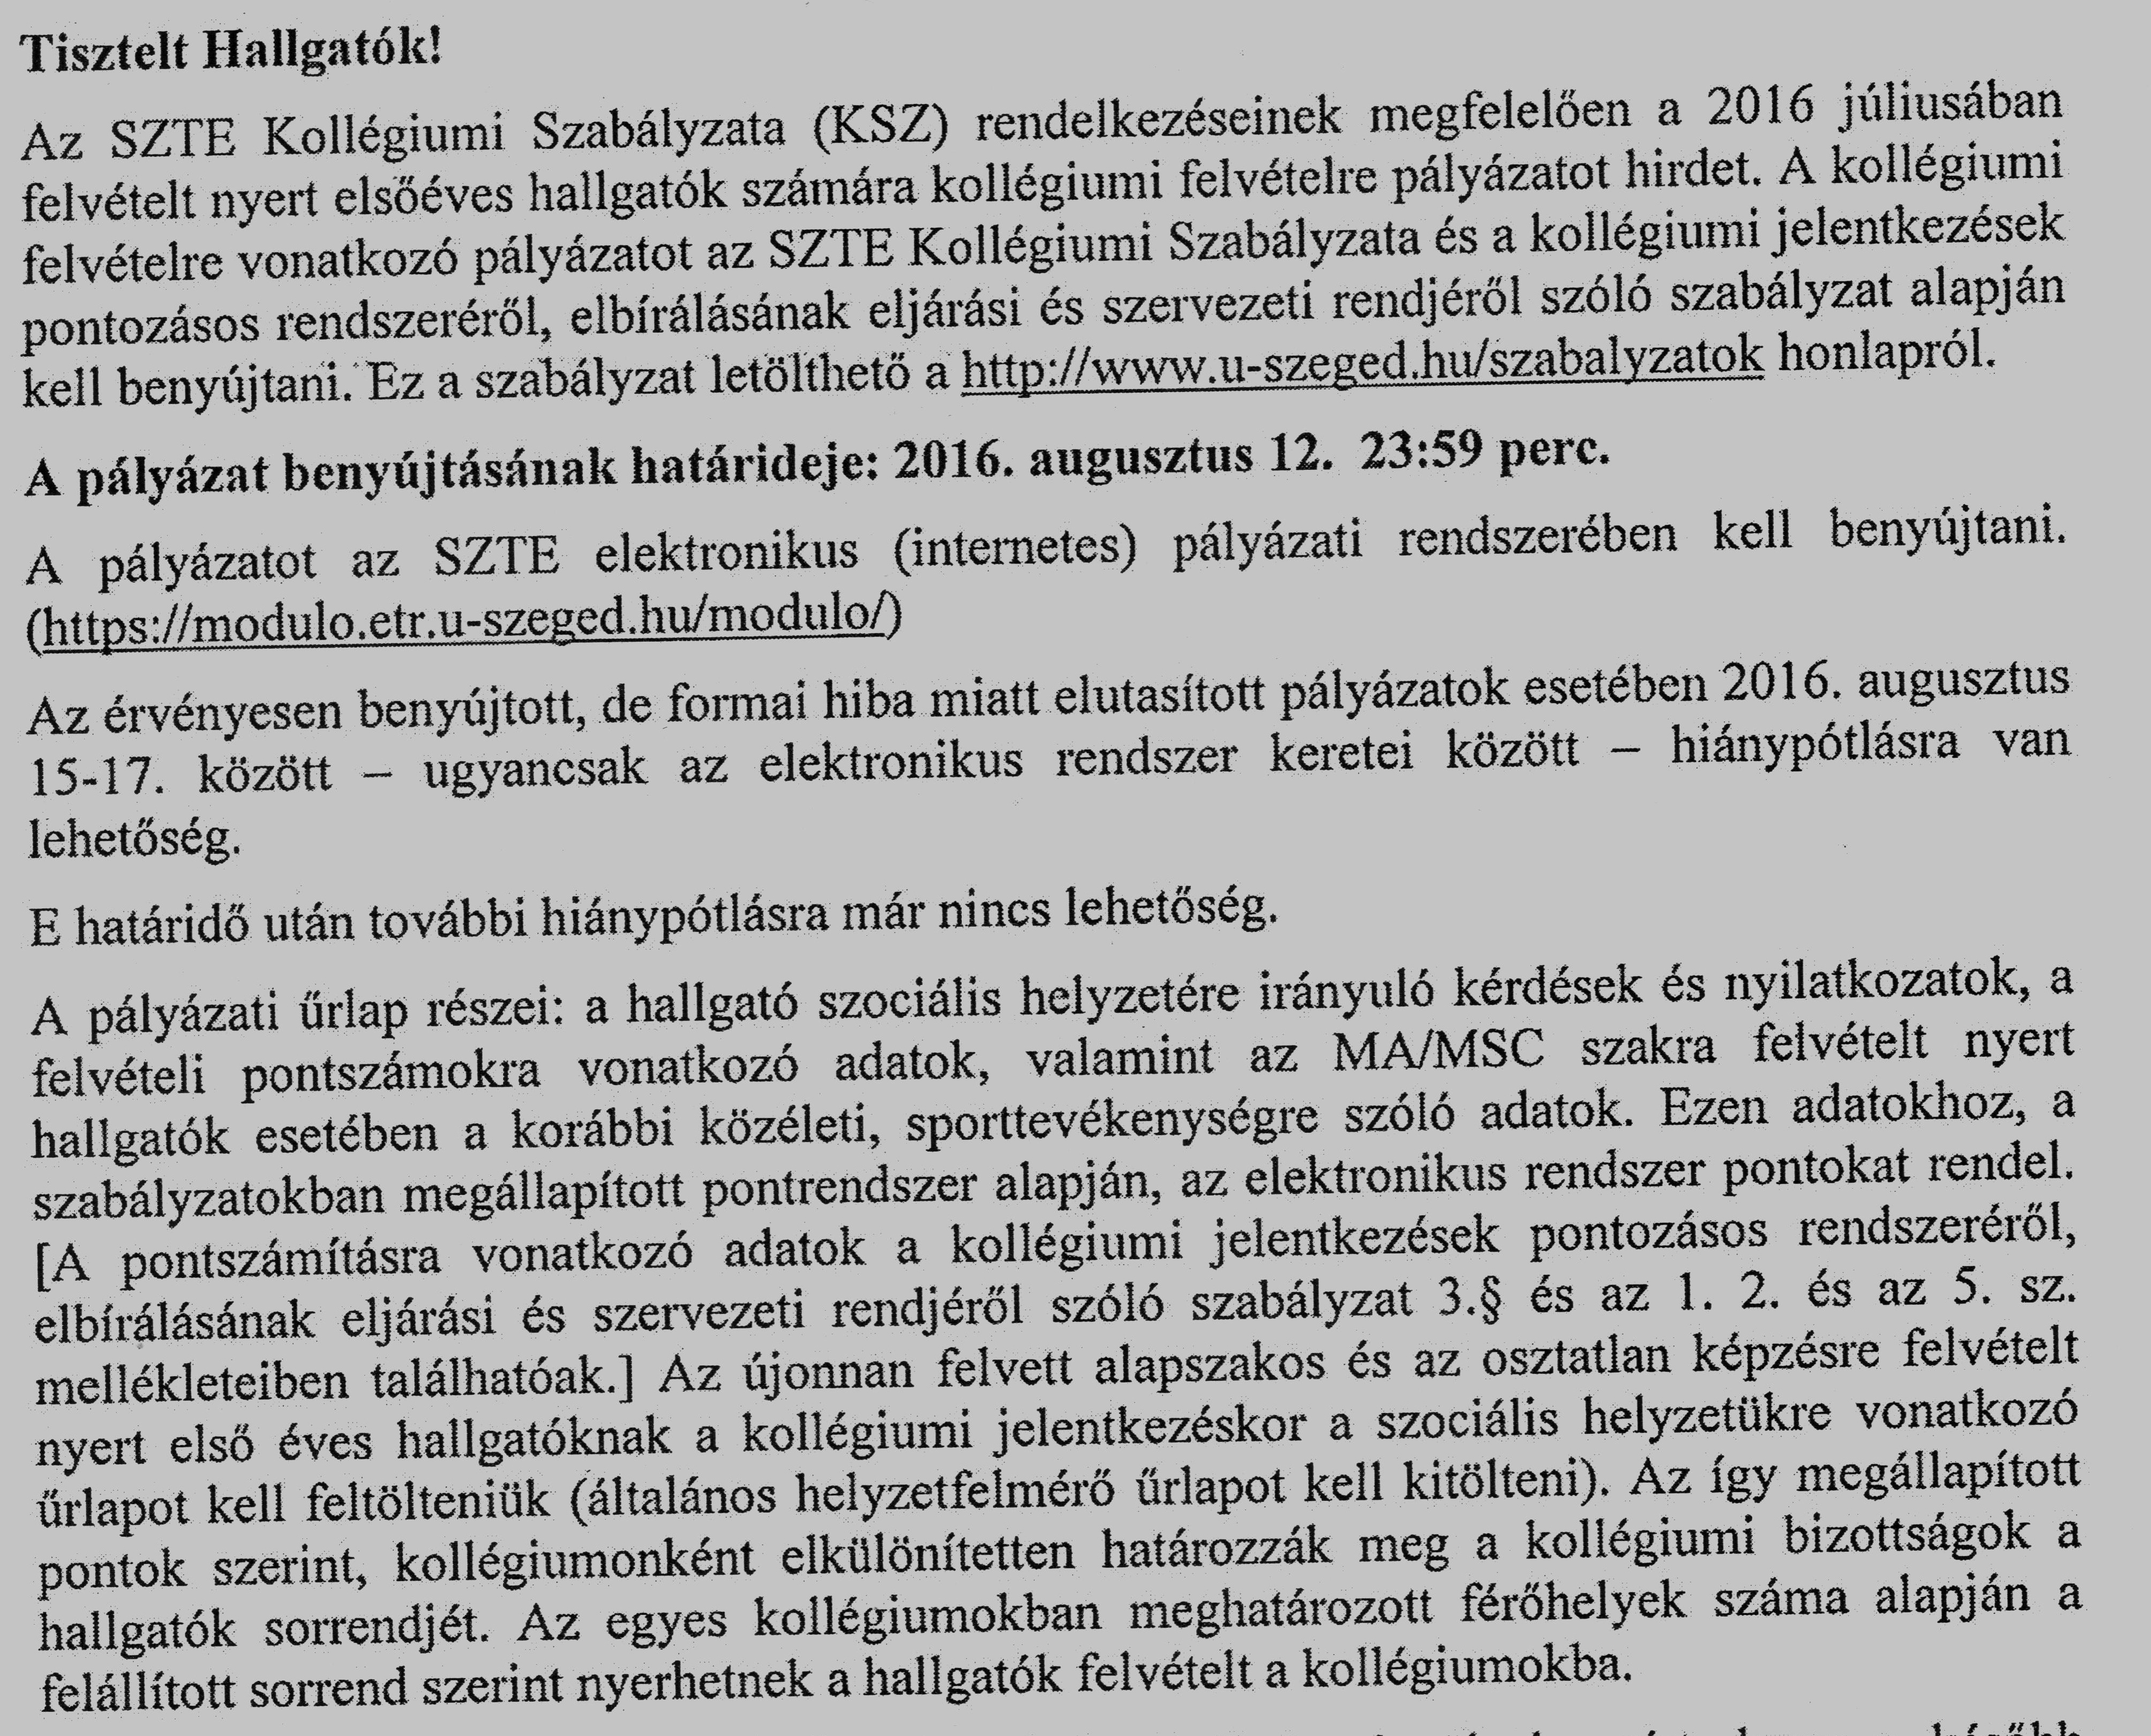 Tisztelt Hallgatók!
Az SZTE Kollégiumi Szabályzata (KSZ) rendelkezéseinek megfelelően a 2016 júliusában
felvételt nyert elsőéves hallgatók számára kollégiumi felvételre pályázatot hirdet. A kollégiumi
felvételre vonatkozó pályázatot az SZTE Kollégiumi Szabályzata és a kollégiumi jelentkezések
pontozásos rendszeréről, elbírálásának eljárási és szervezeti rendjéről szóló szabályzat alapján
kell benyújtani. Ez a szabályzat letölthető a http://www.u-szeged.hu/szabalyzatok honlapról.
A pályázat benyújtásának határideje: 2016. augusztus 12. 23:59 perc.
A pályázatot az SZTE elektronikus (internetes) pályázati rendszerében kell benyújtani.
(https://modulo.etr.u-szeged.hu/modulo/)
Az érvényesen benyújtott, de formai hiba miatt elutasított pályázatok esetében 2016. augusztus
15-17. között – ugyancsak az elektronikus rendszer keretei között – hiánypótlásra van
lehetőség.
E határidő után további hiánypótlásra már nincs lehetőség.
A pályázati űrlap részei: a hallgató szociális helyzetére irányuló kérdések és nyilatkozatok, a
felvételi pontszámokra vonatkozó adatok, valamint az MA/MSC szakra felvételt nyert
hallgatók esetében a korábbi közéleti, sporttevékenységre szóló adatok. Ezen adatokhoz, a
szabályzatokban megállapított pontrendszer alapján, az elektronikus rendszer pontokat rendel.
[A pontszámításra vonatkozó adatok a kollégiumi jelentkezések pontozásos rendszeréről,
elbírálásának eljárási és szervezeti rendjéről szóló szabályzat 3.§ és az 1. 2. és az 5. sz.
mellékleteiben találhatóak.] Az újonnan felvett alapszakos és az osztatlan képzésre felvételt
nyert első éves hallgatóknak a kollégiumi jelentkezéskor a szociális helyzetükre vonatkozó
űrlapot kell feltölteniük (általános helyzetfelmérő űrlapot kell kitölteni). Az így megállapított
pontok szerint, kollégiumonként elkülönítetten határozzák meg a kollégiumi bizottságok a
hallgatók sorrendjét. Az egyes kollégiumokban meghatározott férőhelyek száma alapján a
felállított sorrend szerint nyerhetnek a hallgatók felvételt a kollégiumokba.